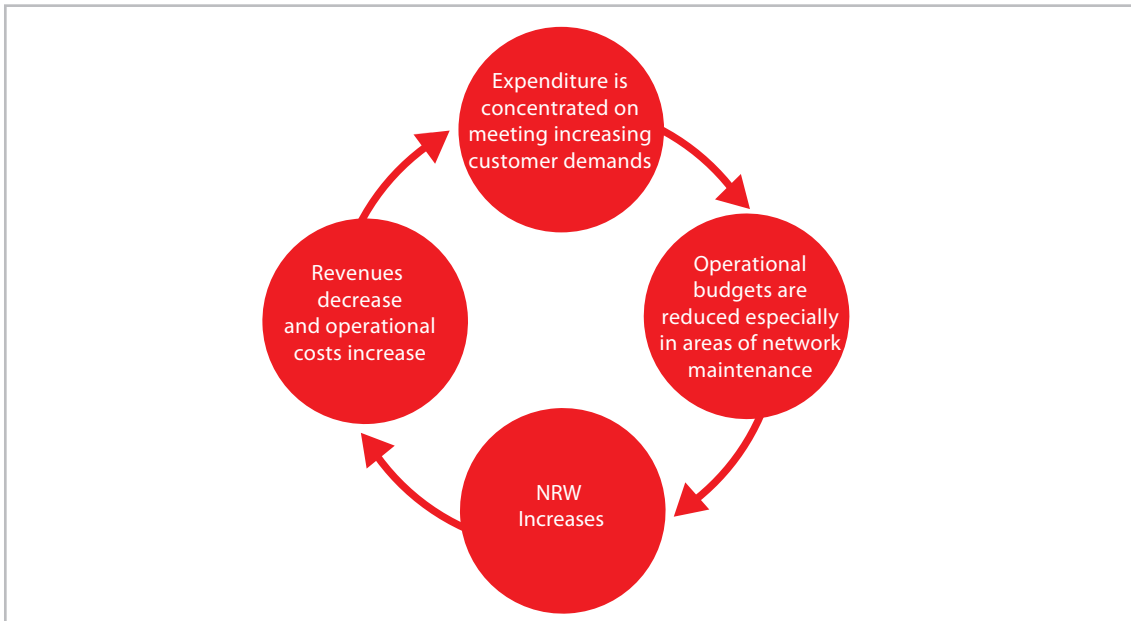 Expenditure is
concentrated on
meeting increasing
customer demands
Operational
budgets are
reduced especially
in areas of network
maintenance
NRW
Increases
Revenues
decrease
and operational
costs increase